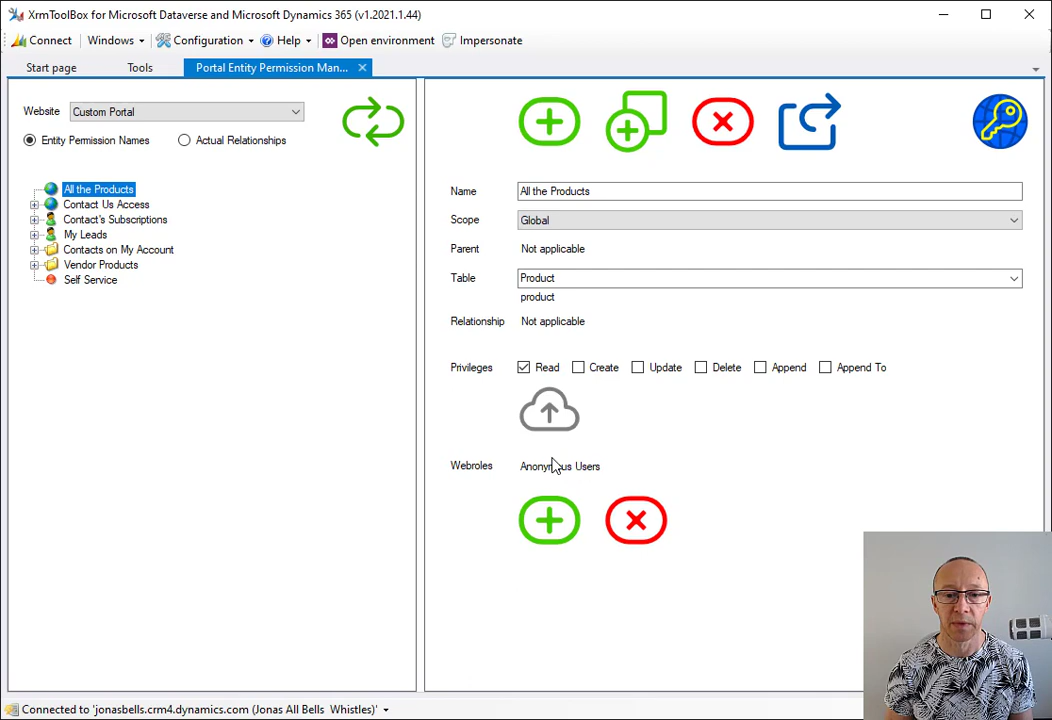 XrmToolBox for Microsoft Dataverse and Microsoft Dynamics 365 (v1.2021.1.44)
Connect Windows Configuration Help Open environment Impersonate
Start page Tools Portal Entity Permission Man...
Website Custom Portal
Entity Permission Names Actual Relationships
All the Products
Contact Us Access
Contact's Subscriptions
My Leads
Contacts on My Account
Vendor Products
Self Service
Name All the Products
Scope Global
Parent Not applicable
Table Product
product
Relationship Not applicable
Privileges Read Create Update Delete Append Append To
Webroles Anonymous Users
Connected to 'jonasbells.crm4.dynamics.com (Jonas All Bells Whistles)'